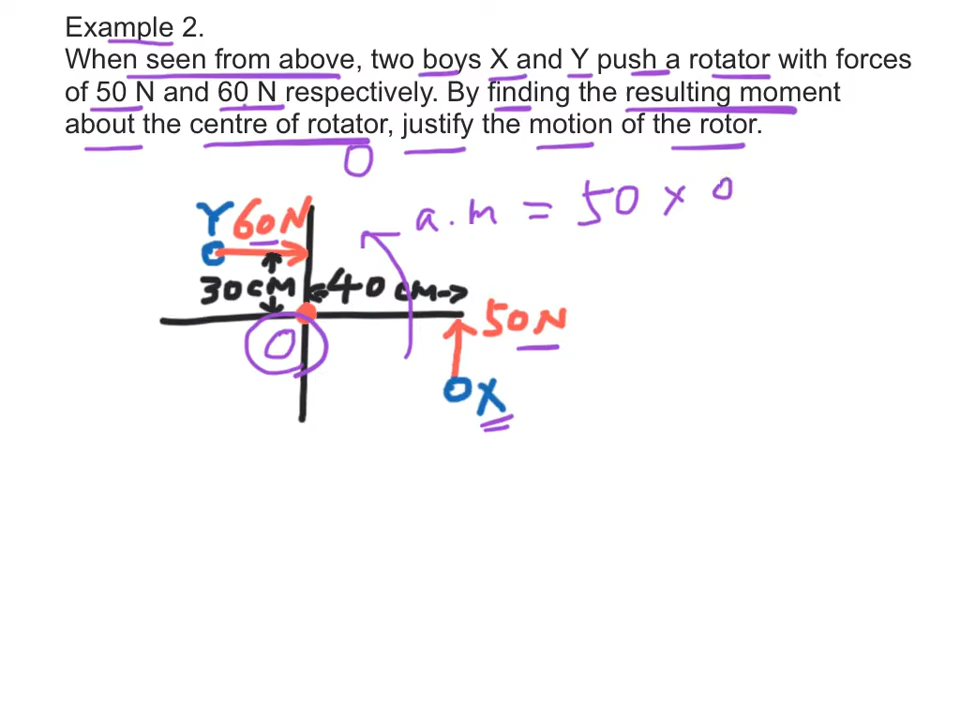 Example 2.
When seen from above, two boys X and Y push a rotator with forces
of 50 N and 60 N respectively. By finding the resulting moment
about the centre of rotator, justify the motion of the rotor.
O
a.m = 50 x 0
Y 60N
30cm 40 cm
50N
O
X